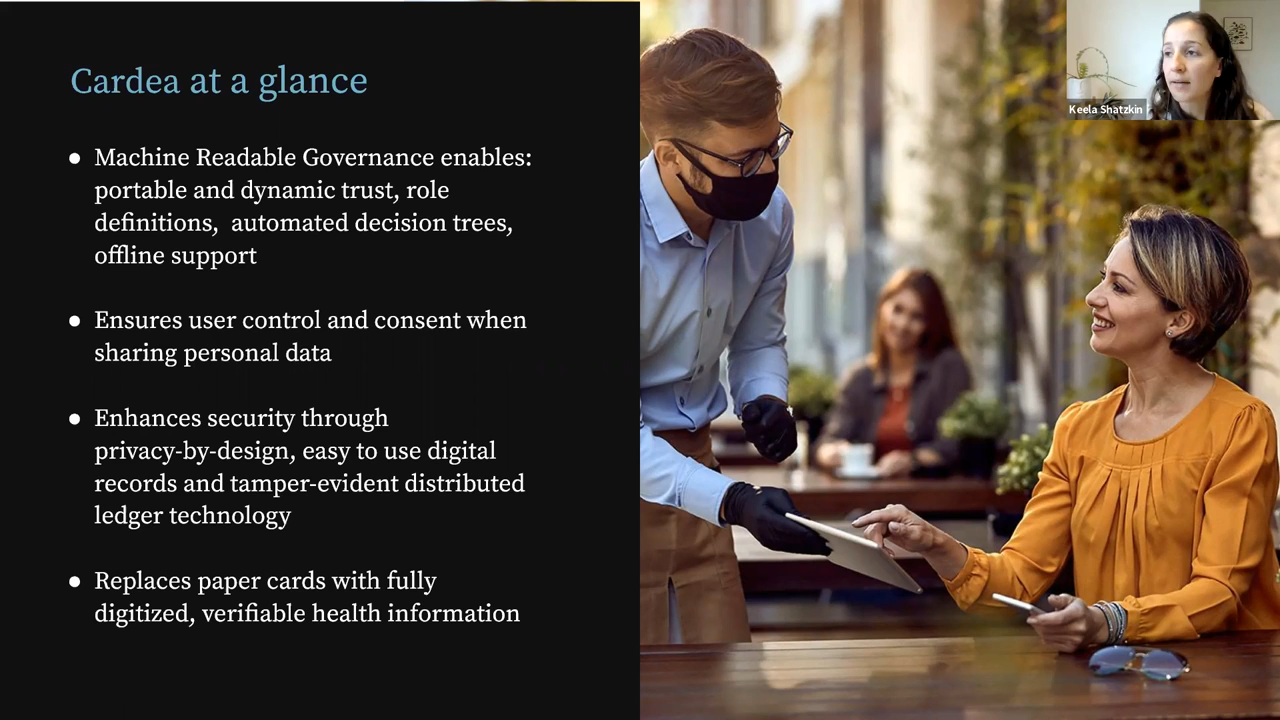 Cardea at a glance
● Machine Readable Governance enables:
portable and dynamic trust, role
definitions,  automated decision trees,
offline support
● Ensures user control and consent when
sharing personal data
● Enhances security through
privacy-by-design, easy to use digital
records and tamper-evident distributed
ledger technology
● Replaces paper cards with fully
digitized, verifiable health information
Keela Shatzkin